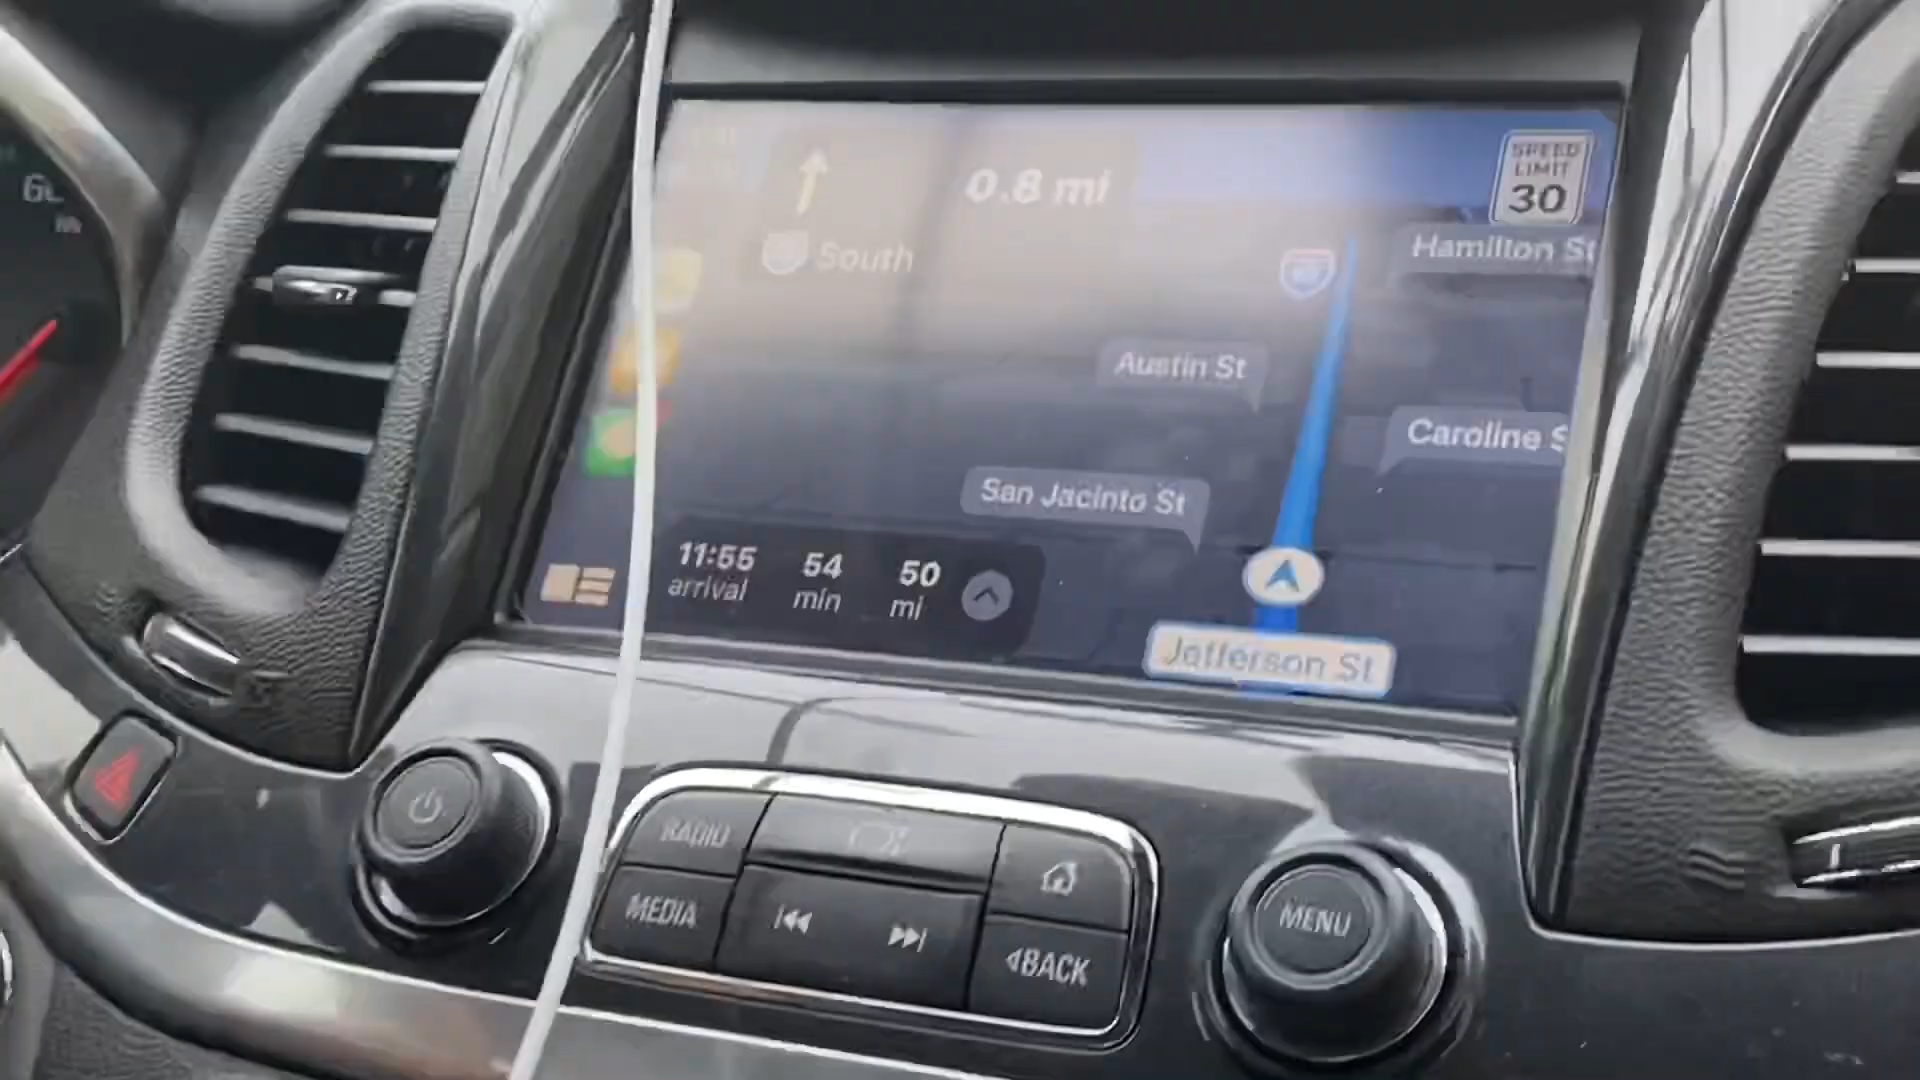 60
0.8 mi
South
SPEED
LIMIT
30
Hamilton St
Austin St
Caroline S
San Jacinto St
11:55 54 50
arrival min mi
Jefferson St
RADIO
MEDIA
BACK
MENU